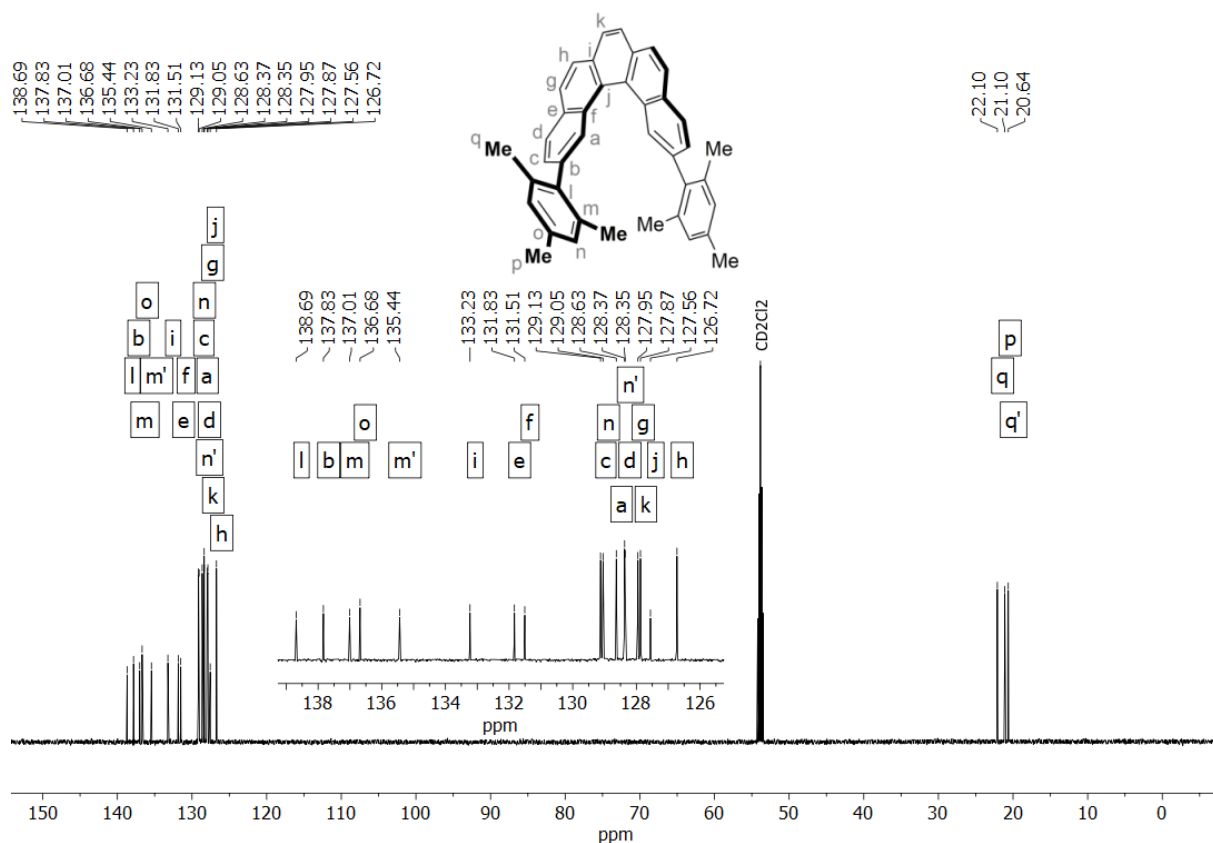 138.69
137.83
137.01
136.68
135.44
133.23
131.83
131.51
129.13
129.05
128.63
128.37
128.35
127.95
127.87
127.56
126.72
22.10
21.10
20.64
k
h
i
g
j
e
f
d
a
q
Me
c
b
Me
l
m
Me
o
Me
Me
n
p
Me
j
g
o
n
b
i
c
l
m'
f
a
m
e
d
n'
k
h
138.69
137.83
137.01
136.68
135.44
133.23
131.83
131.51
129.13
129.05
128.63
128.37
128.35
127.95
127.87
127.56
126.72
CD2Cl2
p
q
q'
n'
o
f
n
g
l
b
m
m'
i
e
c
d
j
h
a
k
138
136
134
132
130
128
126
ppm
150
140
130
120
110
100
90
80
70
60
50
40
30
20
10
0
ppm